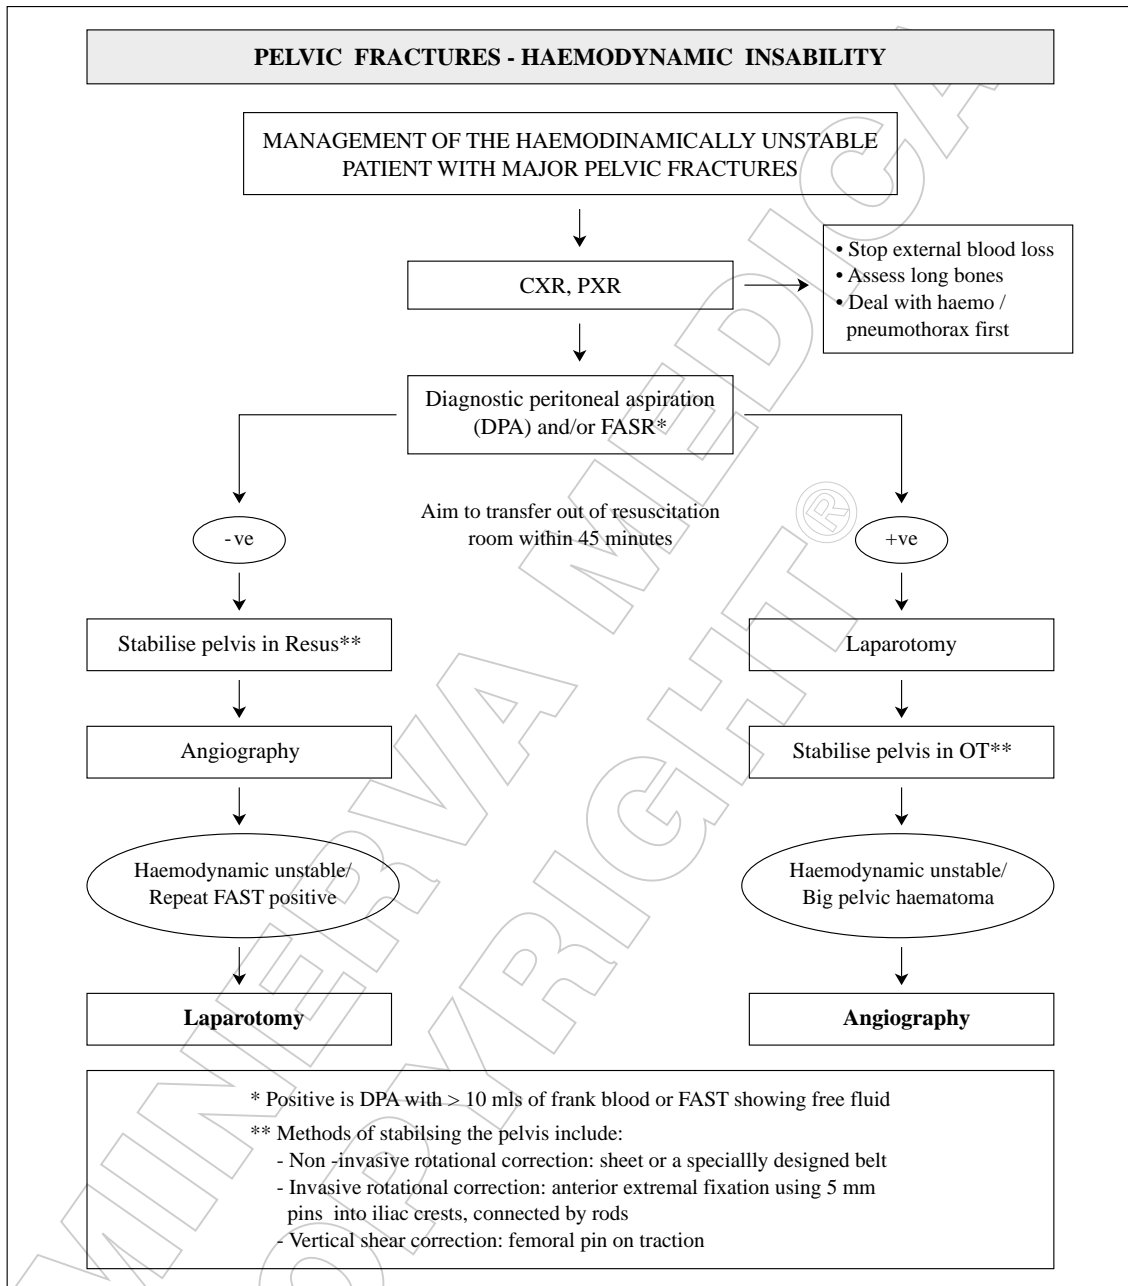 PELVIC FRACTURES - HAEMODYNAMIC INSABILITY
MANAGEMENT OF THE HAEMODINAMICALLY UNSTABLE
PATIENT WITH MAJOR PELVIC FRACTURES
CXR, PXR
• Stop external blood loss
• Assess long bones
• Deal with haemo /
pneumothorax first
Diagnostic peritoneal aspiration
(DPA) and/or FASR*
Aim to transfer out of resuscitation
room within 45 minutes
-ve
+ve
Stabilise pelvis in Resus**
Laparotomy
Angiography
Stabilise pelvis in OT**
Haemodynamic unstable/
Repeat FAST positive
Haemodynamic unstable/
Big pelvic haematoma
Laparotomy
Angiography
* Positive is DPA with > 10 mls of frank blood or FAST showing free fluid
** Methods of stabilsing the pelvis include:
- Non -invasive rotational correction: sheet or a speciallly designed belt
- Invasive rotational correction: anterior extremal fixation using 5 mm
pins into iliac crests, connected by rods
- Vertical shear correction: femoral pin on traction
MINERVA MEDICA
COPYRIGHT®